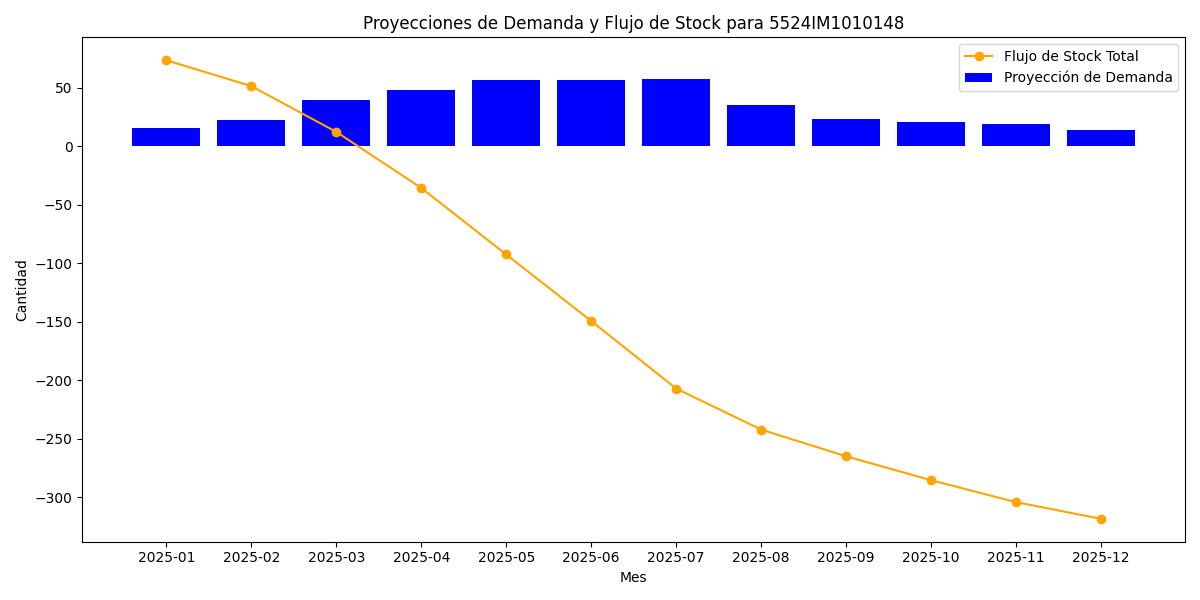 Proyecciones de Demanda y Flujo de Stock para 5524IM1010148
Flujo de Stock Total
Proyección de Demanda
Cantidad
50
0
−50
−100
−150
−200
−250
−300
2025-01 2025-02 2025-03 2025-04 2025-05 2025-06 2025-07 2025-08 2025-09 2025-10 2025-11 2025-12
Mes